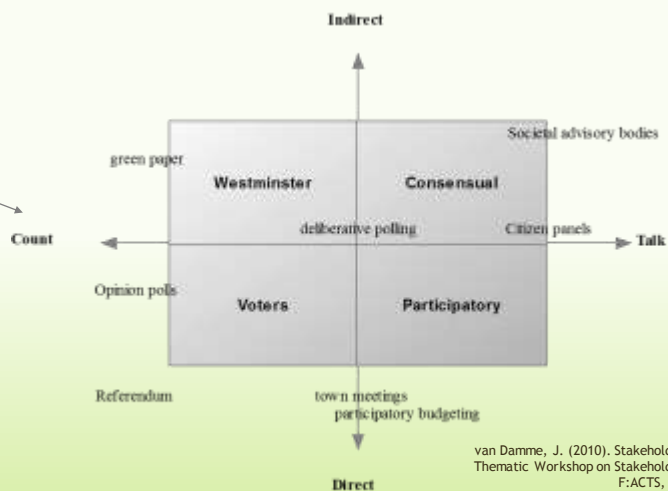 Indirect
Societal advisory bodies
green paper
Westminster
Consensual
deliberative polling
Citizen panels
Count
Talk
Opinion polls
Voters
Participatory
Referendum
town meetings
participatory budgeting
van Damme, J. (2010). Stakehol
Thematic Workshop on Stakehol
F:ACTS,
Direct